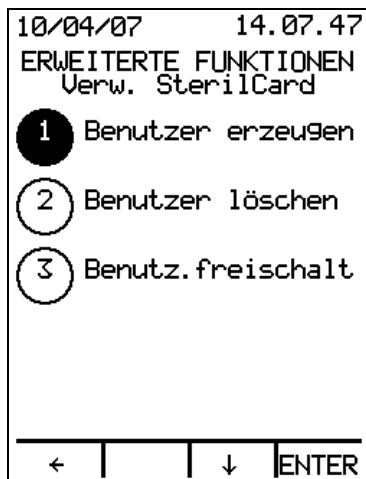 10/04/07 14.07.47
ERWEITERTE FUNKTIONEN
Verw. SterilCard
1 Benutzer erzeugen
2 Benutzer löschen
3 Benutz.freischalt
← ↓ ENTER